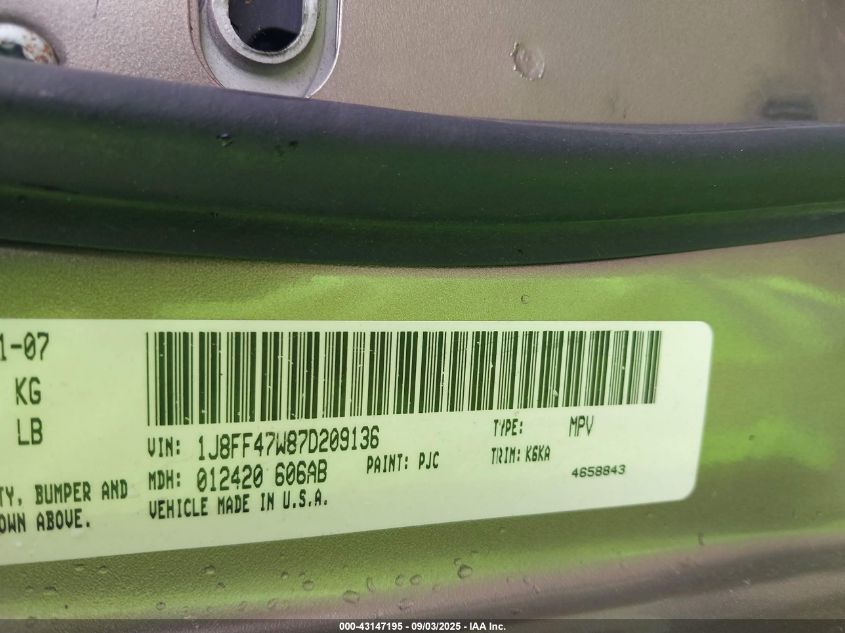 1-07
KG
LB
TY, BUMPER AND
OWN ABOVE.
VIN: 1J8FF47W87D209136
MDH: 012420 606AB
VEHICLE MADE IN U.S.A.
PAINT: PJC
TYPE: MPV
TRIM: K6KA
4658843
000-43147195 - 09/03/2025 - IAA Inc.